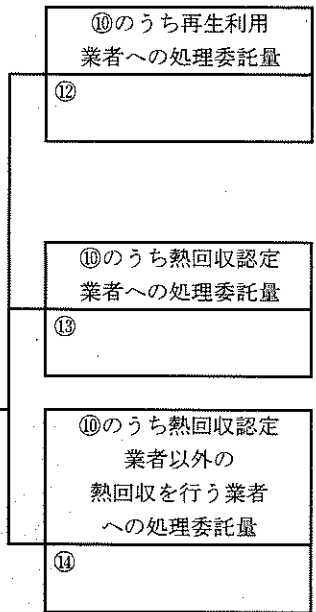 ⑩のうち再生利用
業者への処理委託量
⑫
⑩のうち熱回収認定
業者への処理委託量
⑬
⑩のうち熱回収認定
業者以外の
熱回収を行う業者
への処理委託量
⑭